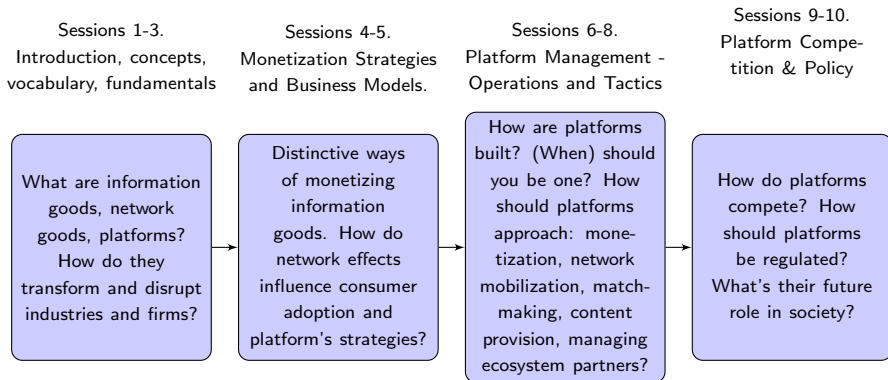 Sessions 1-3.
Introduction, concepts,
vocabulary, fundamentals
Sessions 4-5.
Monetization Strategies
and Business Models.
Sessions 6-8.
Platform Management -
Operations and Tactics
Sessions 9-10.
Platform Compe-
tition & Policy
What are information
goods, network
goods, platforms?
How do they
transform and disrupt
industries and firms?
Distinctive ways
of monetizing
information
goods. How do
network effects
influence consumer
adoption and
platform's strategies?
How are platforms
built? (When) should
you be one? How
should platforms
approach: mone-
tization, network
mobilization, match-
making, content
provision, managing
ecosystem partners?
How do platforms
compete? How
should platforms
be regulated?
What's their future
role in society?